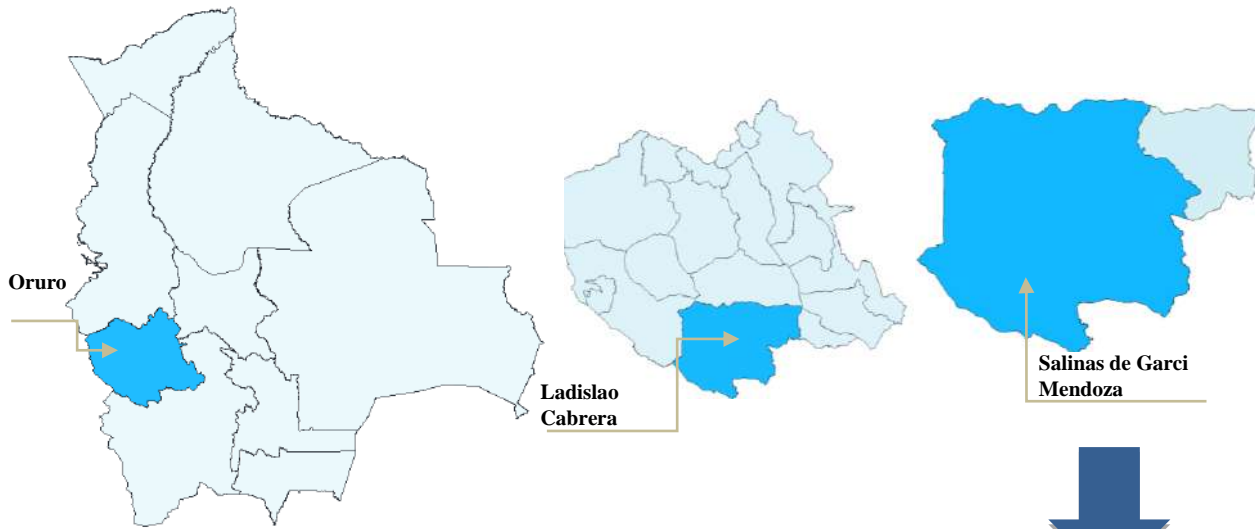 Oruro
Ladislao
Cabrera
Salinas de Garci
Mendoza